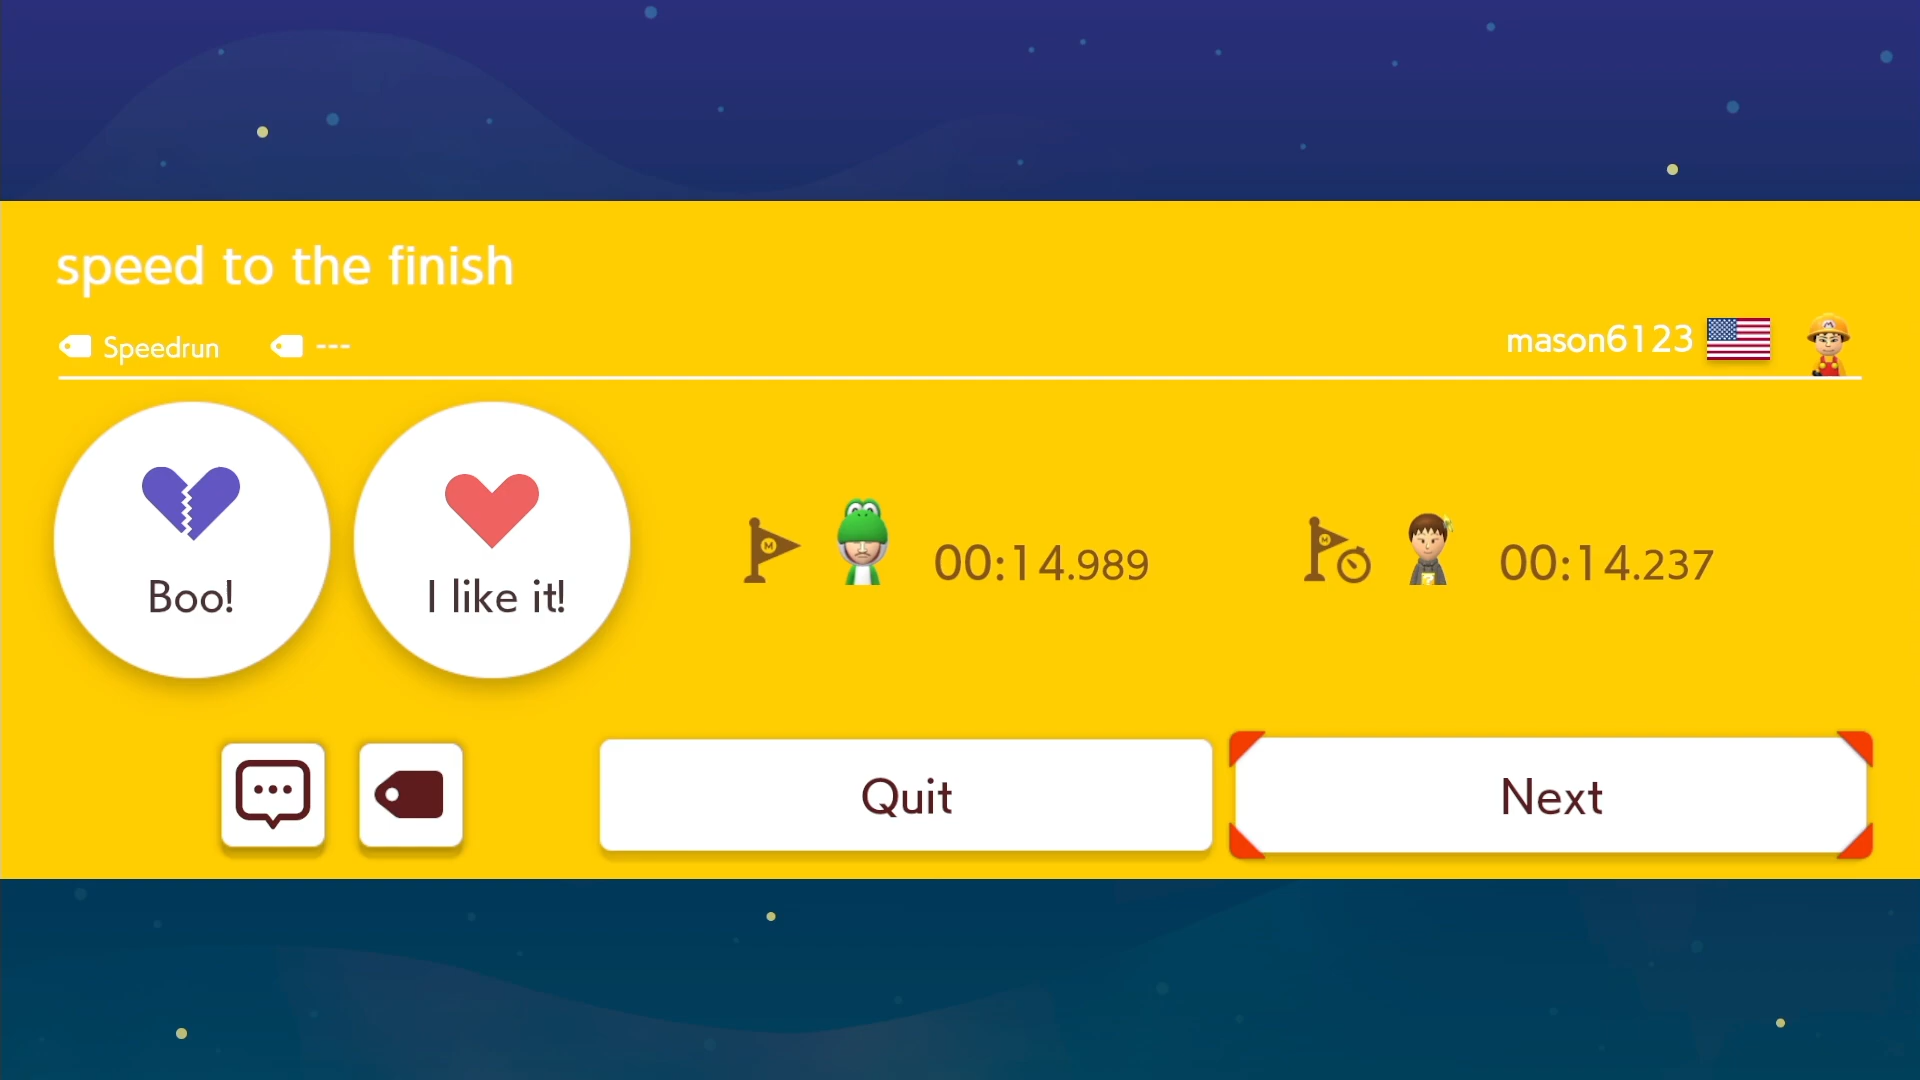 speed to the finish
Speedrun ---
mason6123
Boo!
I like it!
M
00:14.989
M
00:14.237
Quit
Next